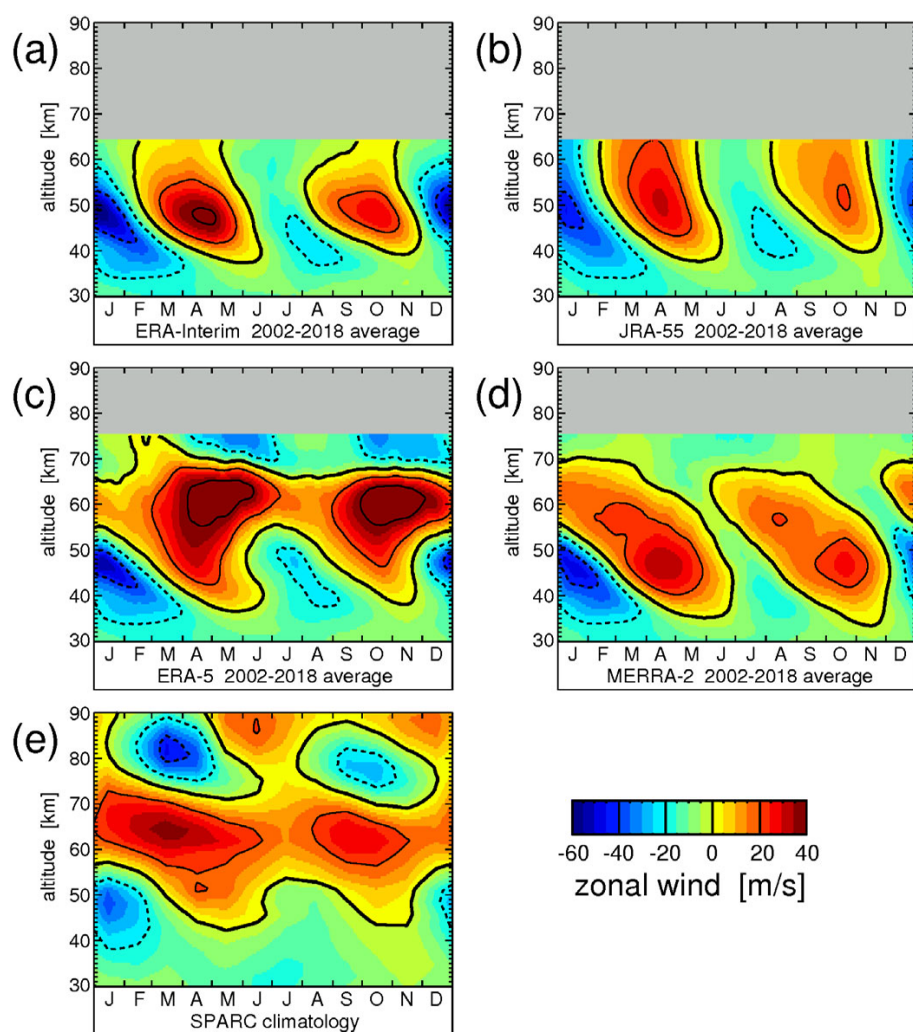 (a)
90
80
70
60
50
40
30
altitude [km]
J F M A M J J A S O N D
ERA-Interim 2002-2018 average
(b)
90
80
70
60
50
40
30
altitude [km]
J F M A M J J A S O N D
JRA-55 2002-2018 average
(c)
90
80
70
60
50
40
30
altitude [km]
J F M A M J J A S O N D
ERA-5 2002-2018 average
(d)
90
80
70
60
50
40
30
altitude [km]
J F M A M J J A S O N D
MERRA-2 2002-2018 average
(e)
90
80
70
60
50
40
30
altitude [km]
J F M A M J J A S O N D
SPARC climatology
-60 -40 -20 0 20 40
zonal wind [m/s]